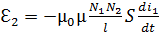 ℰ₂ = −μ₀μ (N₁N₂ / l) S (di₁ / dt)